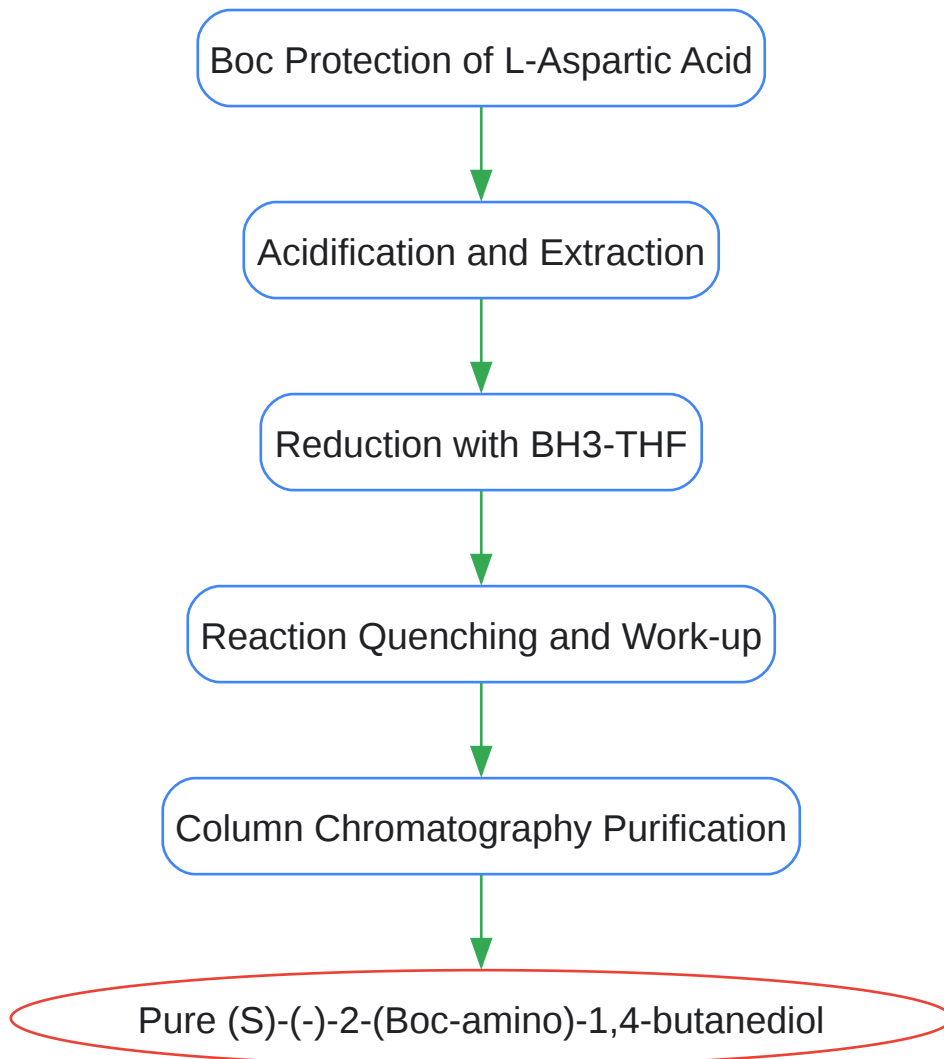 Boc Protection of L-Aspartic Acid
Acidification and Extraction
Reduction with BH3-THF
Reaction Quenching and Work-up
Column Chromatography Purification
Pure (S)-(-)-2-(Boc-amino)-1,4-butanediol